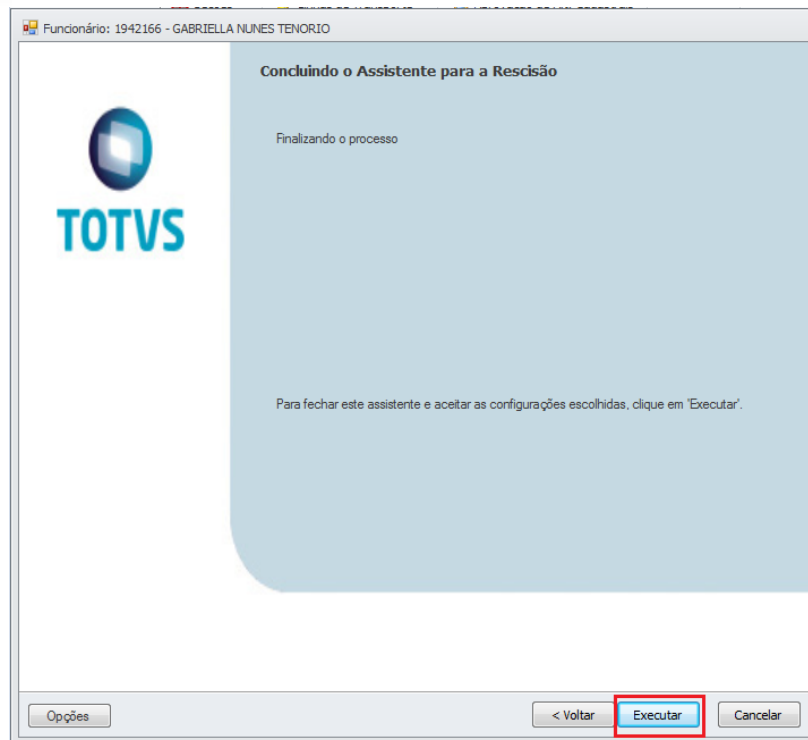 Funcionário: 1942166 - GABRIELLA NUNES TENORIO
Concluindo o Assistente para a Rescisão
Finalizando o processo
TOTVS
Para fechar este assistente e aceitar as configurações escolhidas, clique em 'Executar'.
Opções
< Voltar
Executar
Cancelar